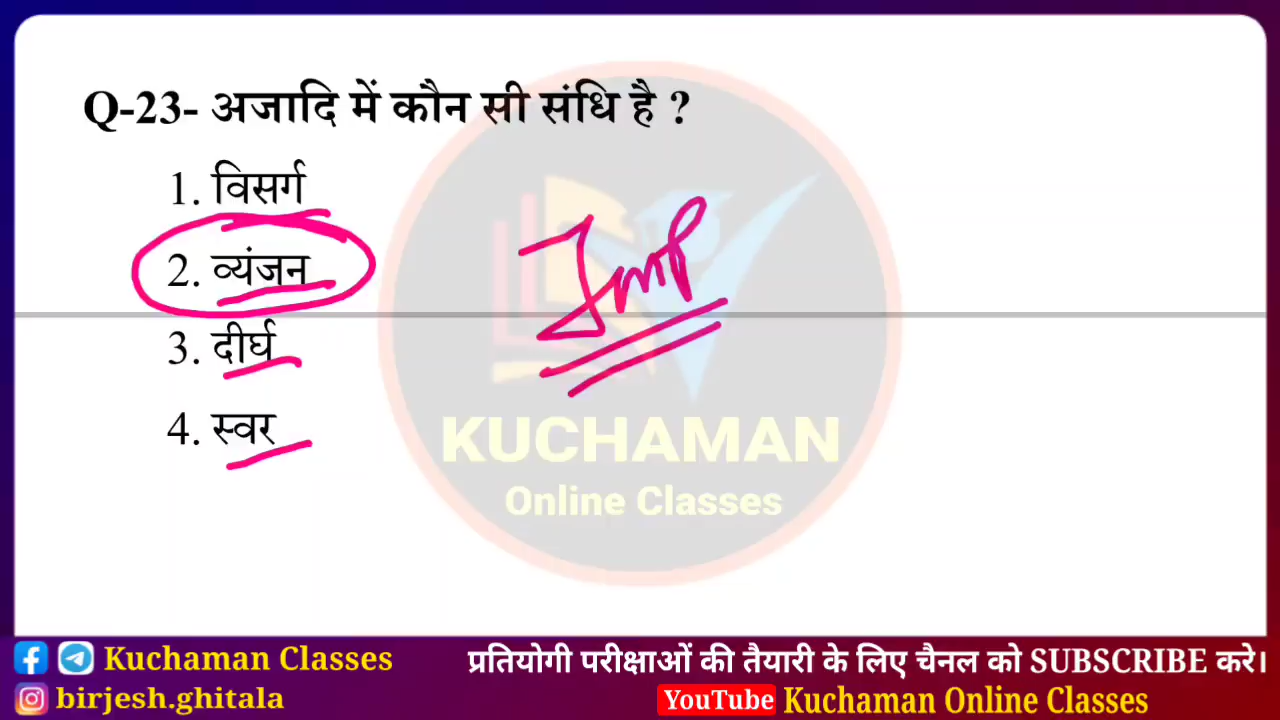 Q-23- अजादि में कौन सी संधि है ?
1. विसर्ग
2. व्यंजन
3. दीर्घ
4. स्वर
Imp
KUCHAMAN
Online Classes
Kuchaman Classes
प्रतियोगी परीक्षाओं की तैयारी के लिए चैनल को SUBSCRIBE करे।
birjesh.ghitala
YouTube Kuchaman Online Classes